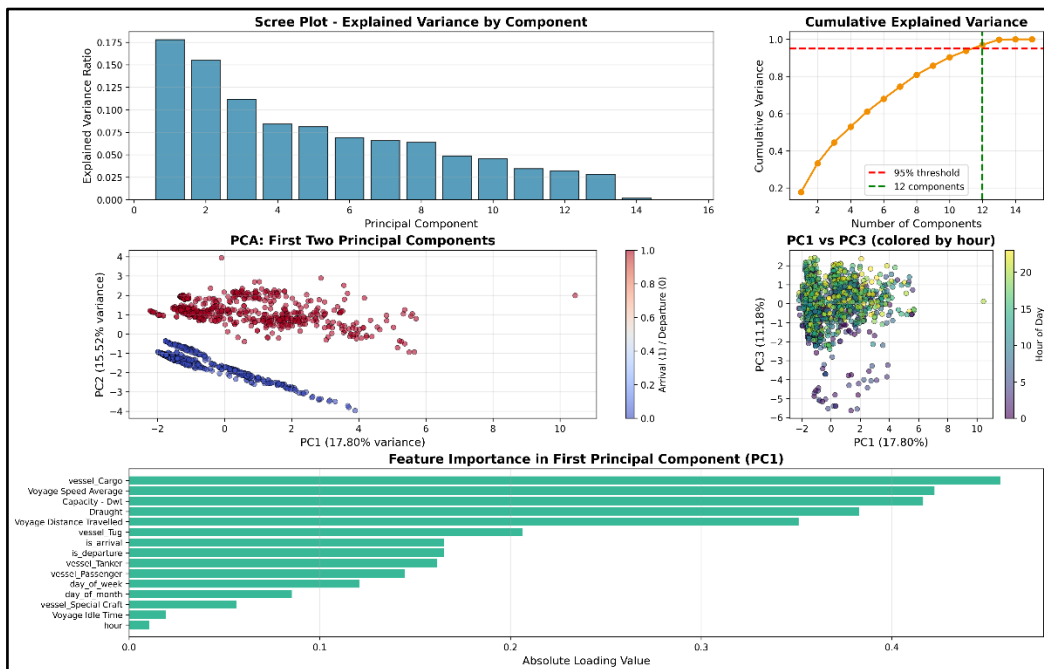 Scree Plot - Explained Variance by Component
Explained Variance Ratio
0.175
0.150
0.125
0.100
0.075
0.050
0.025
0.000
0 2 4 6 8 10 12 14 16
Principal Component
Cumulative Explained Variance
Cumulative Variance
1.0
0.8
0.6
0.4
0.2
95% threshold
12 components
2 4 6 8 10 12 14
Number of Components
PCA: First Two Principal Components
PC2 (15.52% variance)
4
3
2
1
0
−1
−2
−3
−4
−2 0 2 4 6 8 10
PC1 (17.80% variance)
1.0
0.8
0.6
0.4
0.2
0.0
Arrival (1) / Departure (0)
PC1 vs PC3 (colored by hour)
PC3 (11.18%)
2
1
0
−1
−2
−3
−4
−5
−6
−2 0 2 4 6 8 10
PC1 (17.80%)
20
15
10
5
0
Hour of Day
Feature Importance in First Principal Component (PC1)
vessel_Cargo
Voyage Speed Average
Capacity - Dwt
Draught
Voyage Distance Travelled
vessel_Tug
is_arrival
is_departure
vessel_Tanker
vessel_Passenger
day_of_week
day_of_month
vessel_Special Craft
Voyage Idle Time
hour
0.0 0.1 0.2 0.3 0.4
Absolute Loading Value